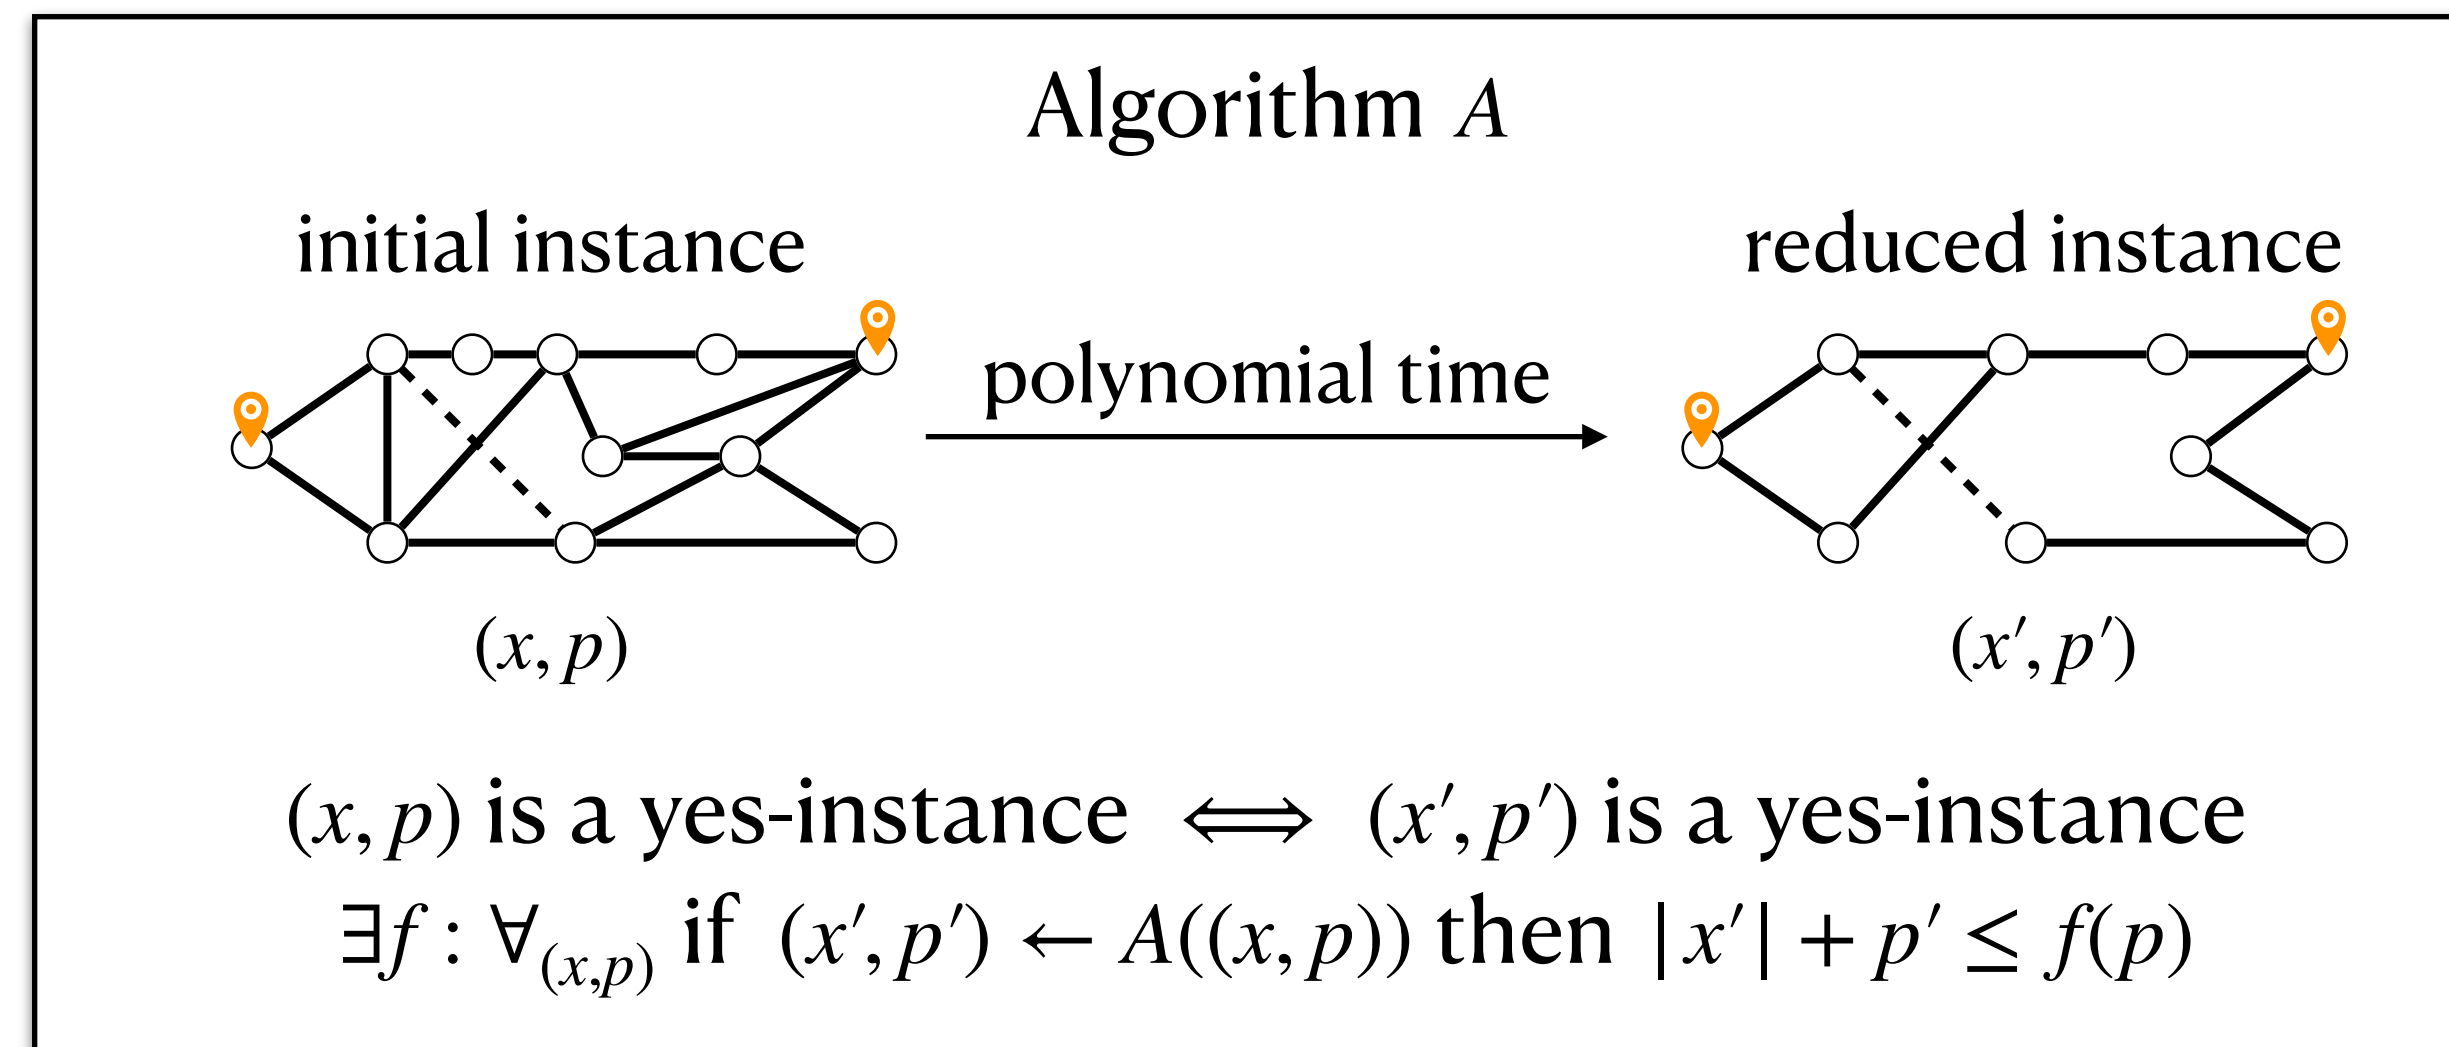 Algorithm A
initial instance
reduced instance
polynomial time
(x, p)
(x′, p′)
(x, p) is a yes-instance ⟺ (x′, p′) is a yes-instance
∃f : ∀(x,p) if (x′, p′) ← A((x, p)) then |x′| + p′ ≤ f(p)